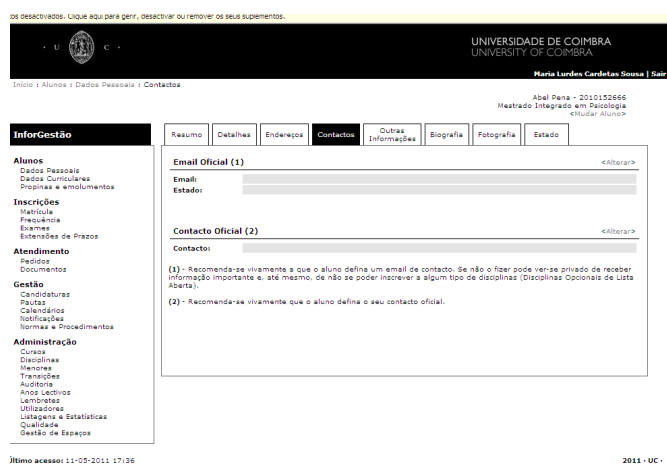 os desactivados. Clique aqui para gerir, desactivar ou remover os seus suplementos.
· U C ·
UNIVERSIDADE DE COIMBRA
UNIVERSITY OF COIMBRA
Maria Lurdes Cardetas Sousa | Sair
Início : Alunos : Dados Pessoais : Contactos
Abel Pena - 2010152666
Mestrado Integrado em Psicologia
<Mudar Aluno>
InforGestão
Resumo Detalhes Endereços Contactos Outras Informações Biografia Fotografia Estado
Alunos
Dados Pessoais
Dados Curriculares
Propinas e emolumentos
Inscrições
Matrícula
Frequência
Exames
Extensões de Prazos
Atendimento
Pedidos
Documentos
Gestão
Candidaturas
Pautas
Calendários
Notificações
Normas e Procedimentos
Administração
Cursos
Disciplinas
Menores
Transições
Auditoria
Anos Lectivos
Lembretes
Utilizadores
Listagens e Estatísticas
Qualidade
Gestão de Espaços
Email Oficial (1) <Alterar>
Email:
Estado:
Contacto Oficial (2) <Alterar>
Contacto:
(1) - Recomenda-se vivamente a que o aluno defina um email de contacto. Se não o fizer pode ver-se privado de receber
informação importante e, até mesmo, de não se poder inscrever a algum tipo de disciplinas (Disciplinas Opcionais de Lista
Aberta).
(2) - Recomenda-se vivamente que o aluno defina o seu contacto oficial.
Último acesso: 11-05-2011 17:36
2011 · UC ·